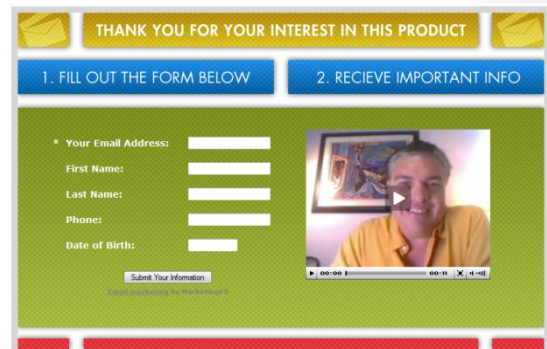 THANK YOU FOR YOUR INTEREST IN THIS PRODUCT
1. FILL OUT THE FORM BELOW
2. RECIEVE IMPORTANT INFO
* Your Email Address:
First Name:
Last Name:
Phone:
Date of Birth:
Submit Your Information
Email marketing by Marketing
00:00
00:11